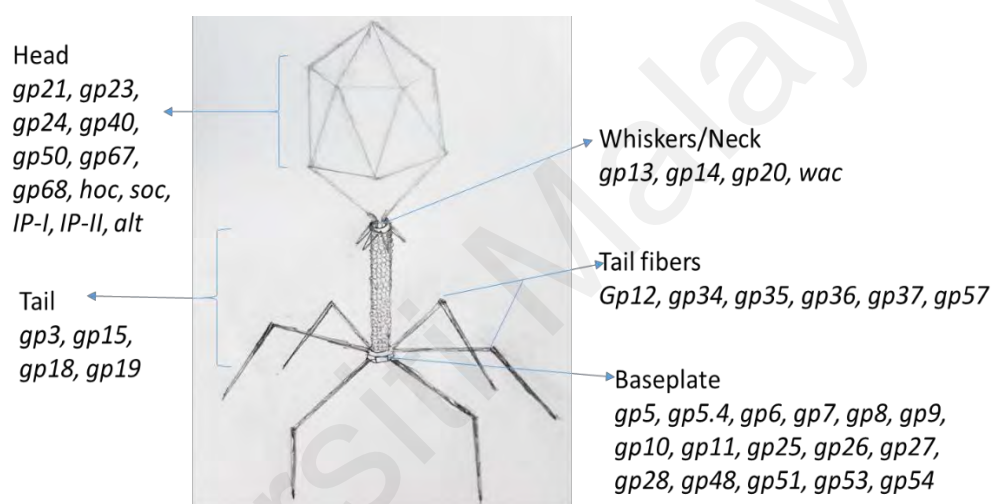 Head
gp21, gp23,
gp24, gp40,
gp50, gp67,
gp68, hoc, soc,
IP-I, IP-II, alt
Tail
gp3, gp15,
gp18, gp19
Whiskers/Neck
gp13, gp14, gp20, wac
Tail fibers
Gp12, gp34, gp35, gp36, gp37, gp57
Baseplate
gp5, gp5.4, gp6, gp7, gp8, gp9,
gp10, gp11, gp25, gp26, gp27,
gp28, gp48, gp51, gp53, gp54